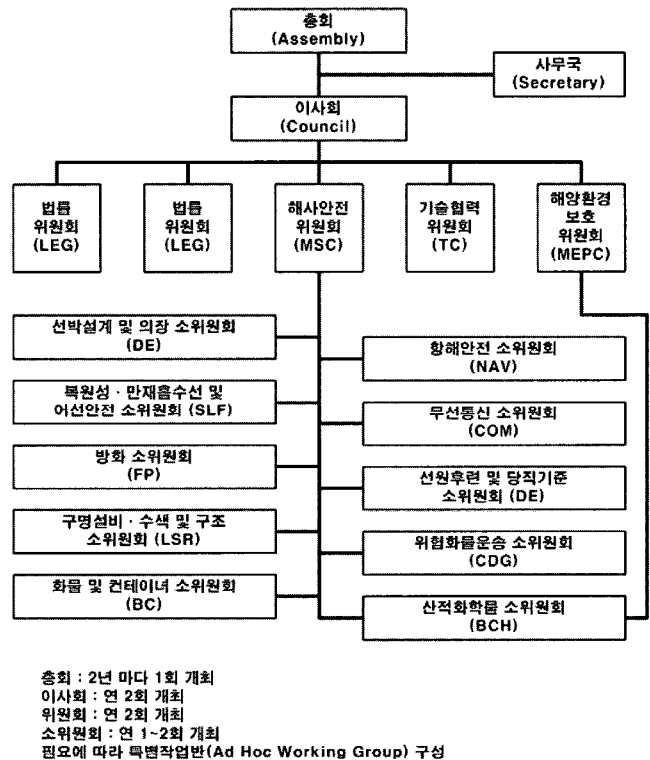 총회
(Assembly)
사무국
(Secretary)
이사회
(Council)
법률
위원회
(LEG)
법률
위원회
(LEG)
해사안전
위원회
(MSC)
기술협력
위원회
(TC)
해양환경
보호
위원회
(MEPC)
선박설계 및 의장 소위원회
(DE)
항해안전 소위원회
(NAV)
복원성·만재흘수선 및
어선안전 소위원회 (SLF)
무선통신 소위원회
(COM)
방화 소위원회
(FP)
선원후련 및 당직기준
소위원회 (DE)
구명설비·수색 및 구조
소위원회 (LSR)
위험화물운송 소위원회
(CDG)
화물 및 컨테이너 소위원회
(BC)
산적화학물 소위원회
(BCH)
총회 : 2년 마다 1회 개최
이사회 : 연 2회 개최
위원회 : 연 2회 개최
소위원회 : 연 1~2회 개최
필요에 따라 특변작업반(Ad Hoc Working Group) 구성